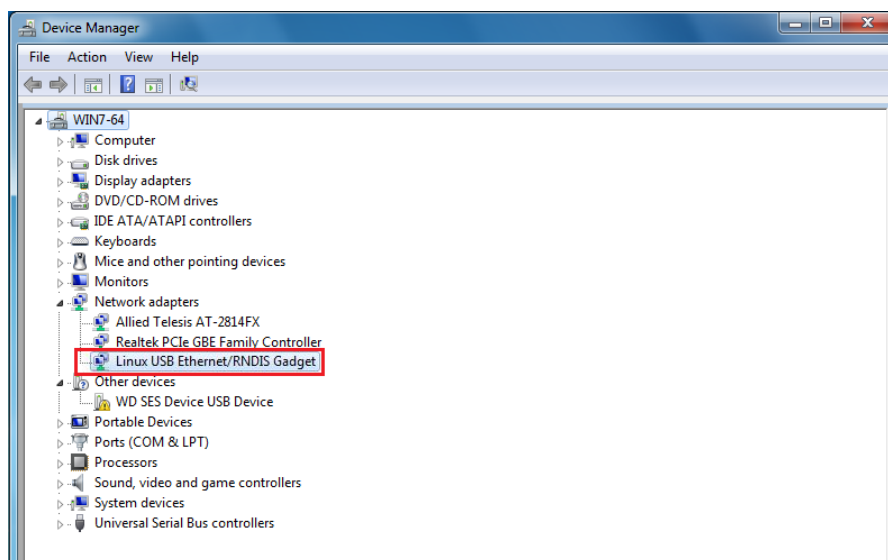 Device Manager
File Action View Help
WIN7-64
Computer
Disk drives
Display adapters
DVD/CD-ROM drives
IDE ATA/ATAPI controllers
Keyboards
Mice and other pointing devices
Monitors
Network adapters
Allied Telesis AT-2814FX
Realtek PCIe GBE Family Controller
Linux USB Ethernet/RNDIS Gadget
Other devices
WD SES Device USB Device
Portable Devices
Ports (COM & LPT)
Processors
Sound, video and game controllers
System devices
Universal Serial Bus controllers